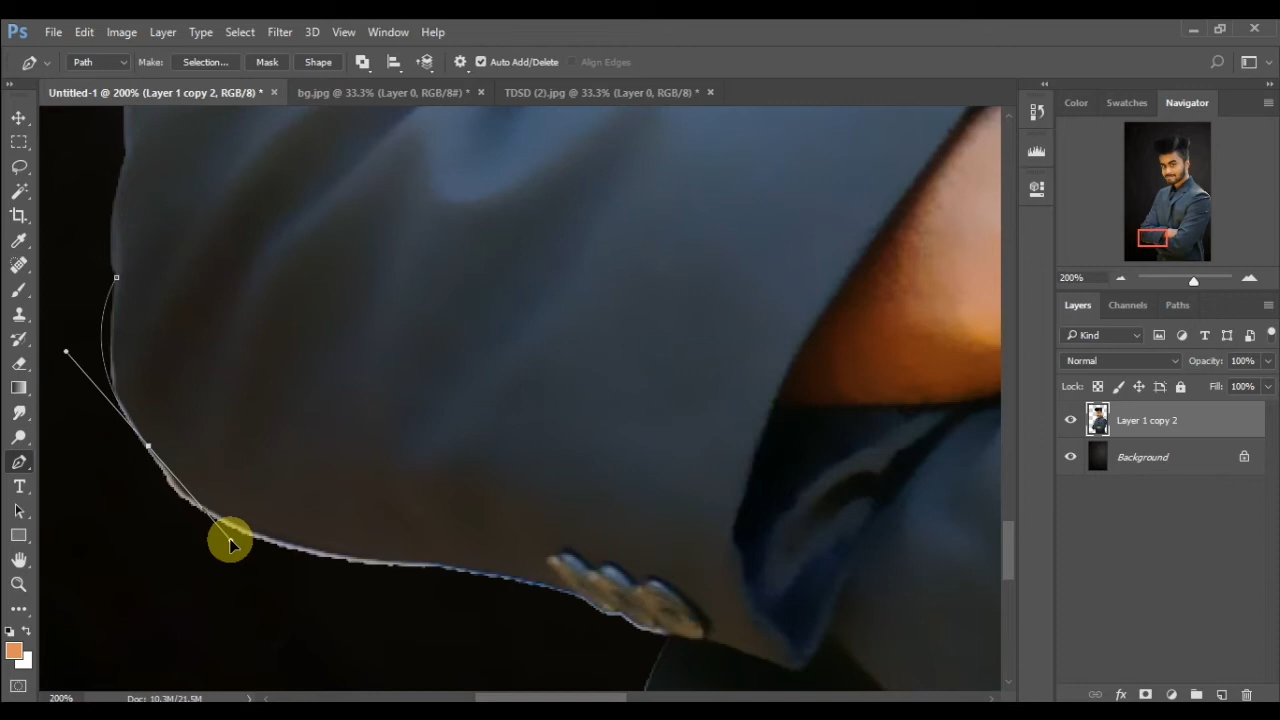 Ps File Edit Image Layer Type Select Filter 3D View Window Help
Path Make: Selection... Mask Shape Auto Add/Delete Align Edges
Untitled-1 @ 200% (Layer 1 copy 2, RGB/8) * × bg.jpg @ 33.3% (Layer 0, RGB/8#) * × TDSD (2).jpg @ 33.3% (Layer 0, RGB/8) * ×
Color Swatches Navigator
200%
Layers Channels Paths
Kind
Normal Opacity: 100%
Lock: Fill: 100%
Layer 1 copy 2
Background
200% Doc: 10.3M/21.5M